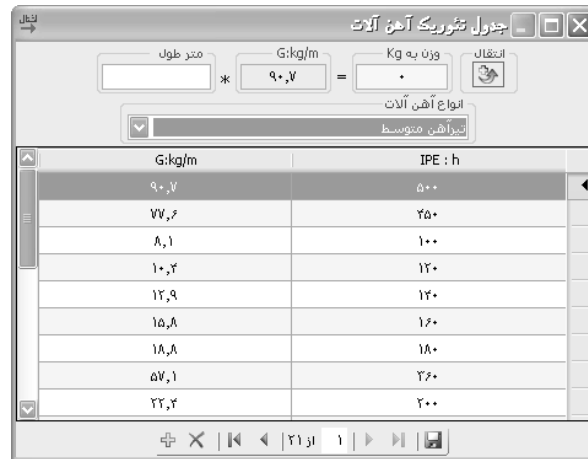 جدول تئوریک آهن آلات
انتقال
انتقال
وزن به Kg
G:kg/m
متر طول
۰ = ۹۰,۷ *
انواع آهن آلات
تیرآهن متوسط
IPE : h G:kg/m
۵۰۰ ۹۰,۷
۴۵۰ ۷۷,۶
۱۰۰ ۸,۱
۱۲۰ ۱۰,۴
۱۴۰ ۱۲,۹
۱۶۰ ۱۵,۸
۱۸۰ ۱۸,۸
۳۶۰ ۵۷,۱
۲۰۰ ۲۲,۴
۱ از ۲۱